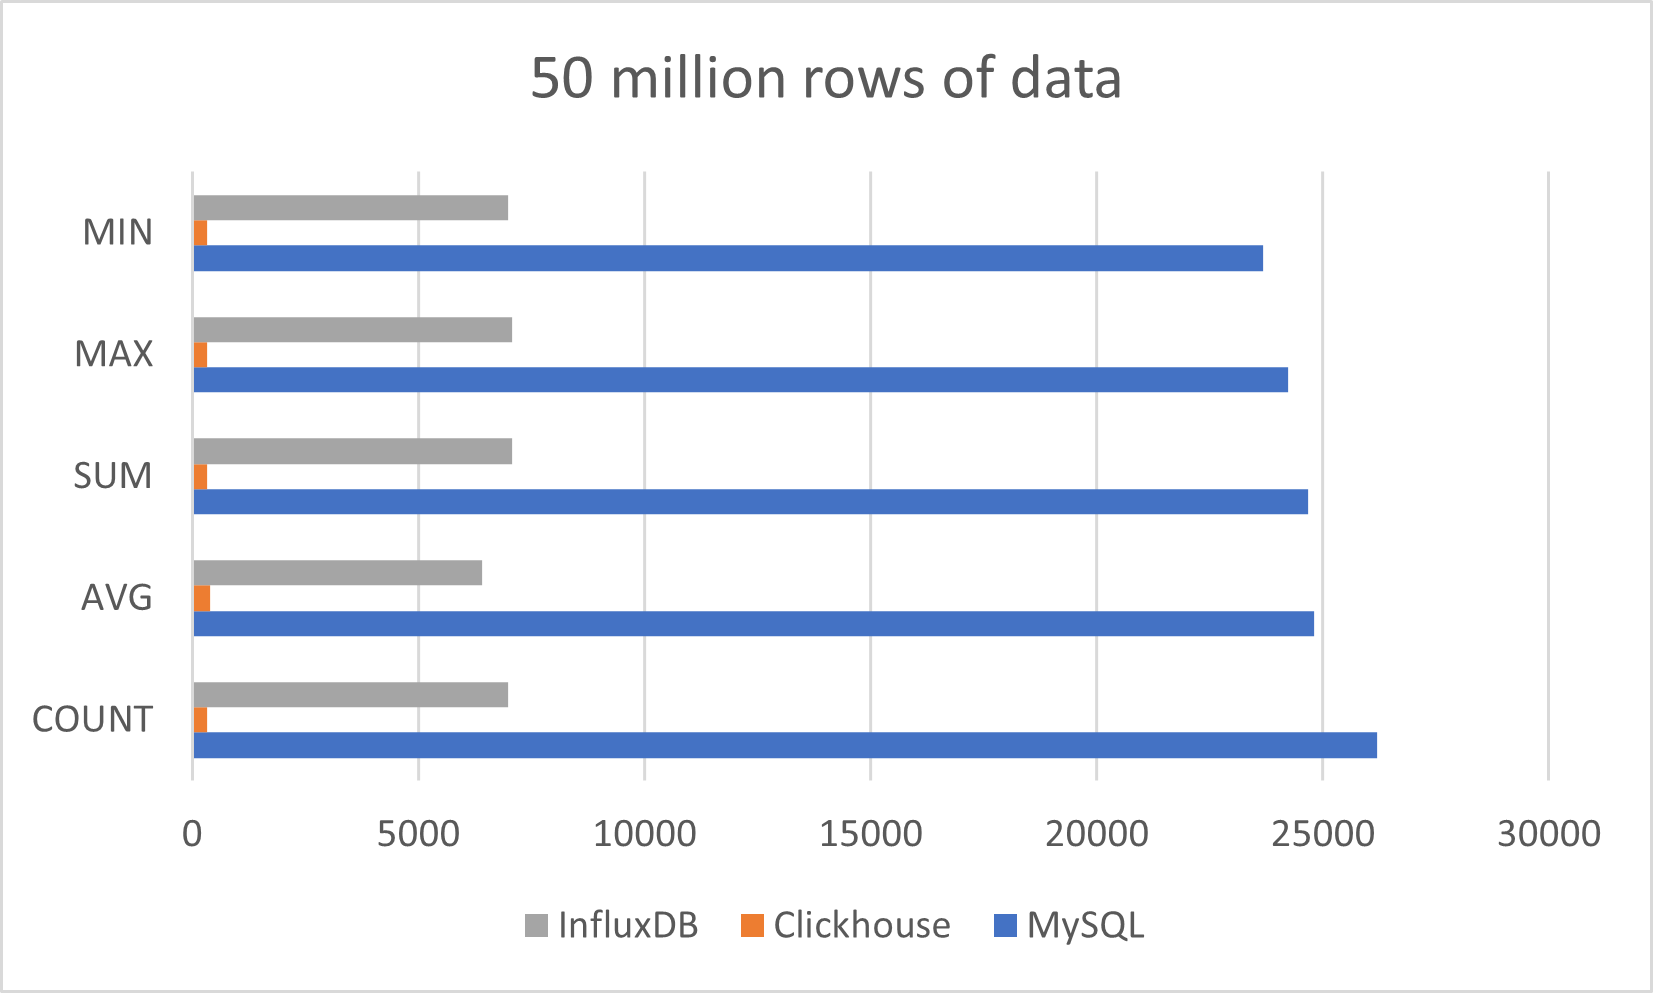 50 million rows of data
MIN
MAX
SUM
AVG
COUNT
0 5000 10000 15000 20000 25000 30000
InfluxDB Clickhouse MySQL